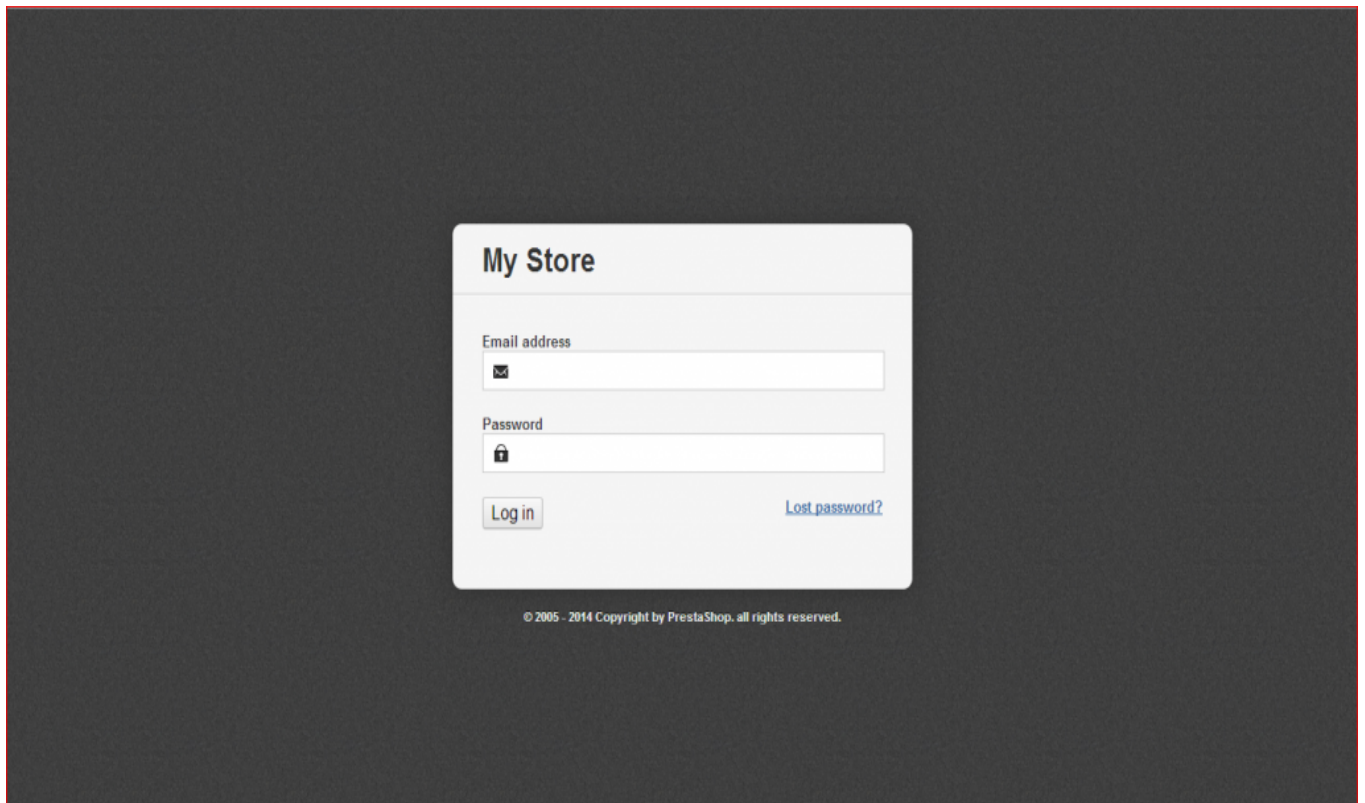 My Store
Email address
Password
Log in
Lost password?
© 2005 - 2014 Copyright by PrestaShop. all rights reserved.